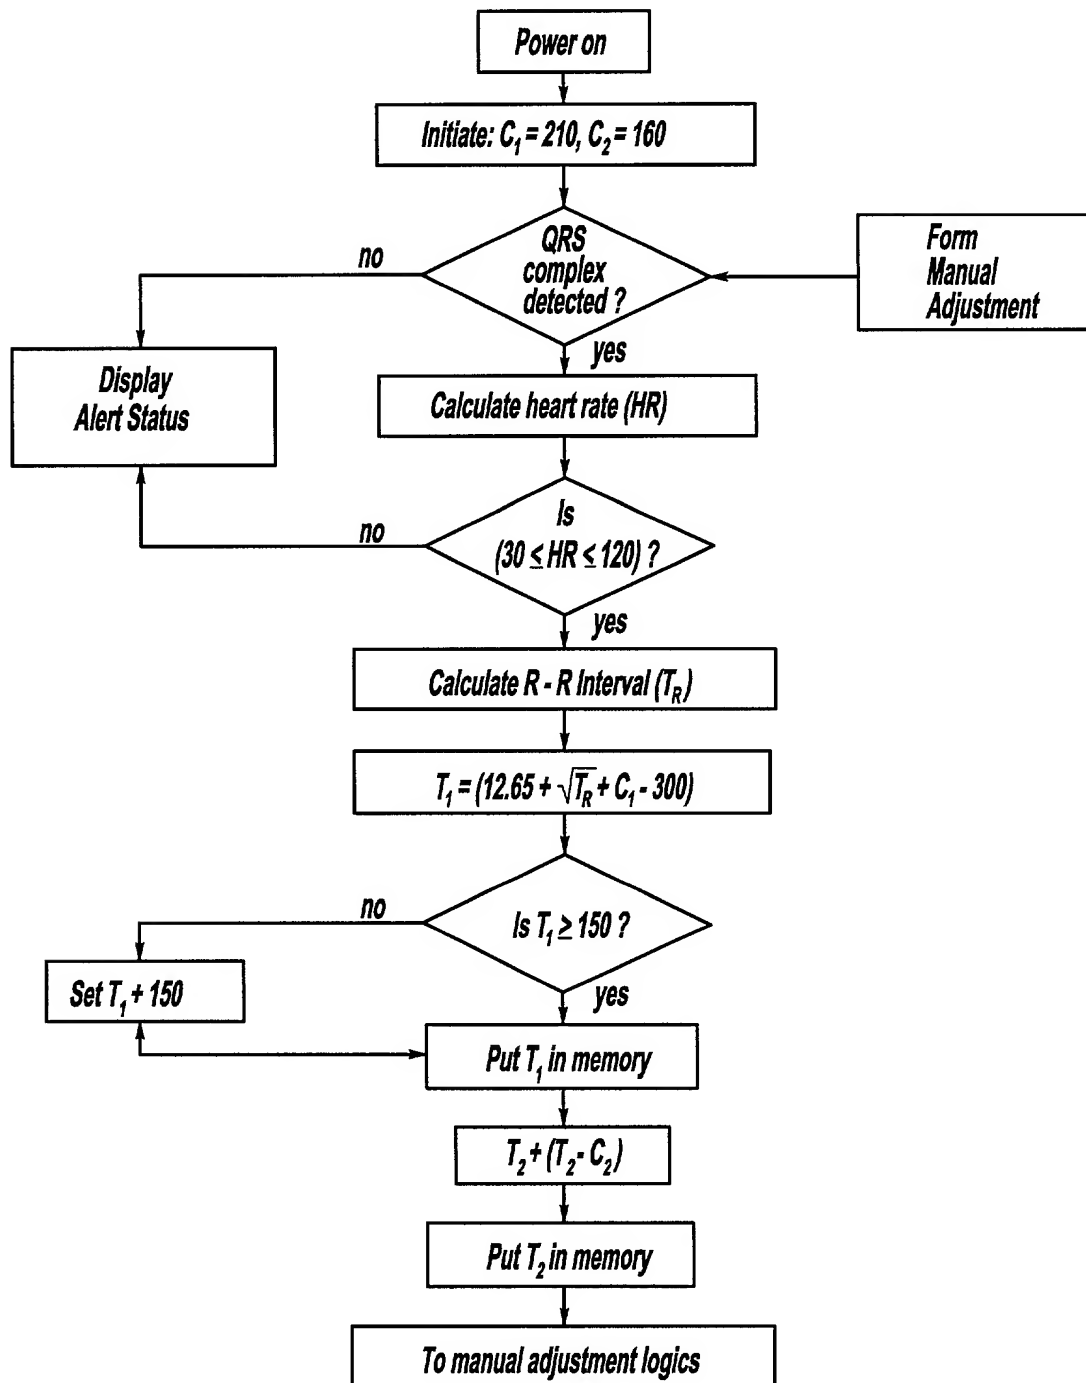 Power on
Initiate: C₁ = 210, C₂ = 160
QRS
complex
detected ?
no
Form
Manual
Adjustment
yes
Display
Alert Status
Calculate heart rate (HR)
Is
(30 ≤ HR ≤ 120) ?
no
yes
Calculate R - R Interval (T_R)
T₁ = (12.65 + √T_R + C₁ - 300)
no
Is T₁ ≥ 150 ?
Set T₁ + 150
yes
Put T₁ in memory
T₂ + (T₂ - C₂)
Put T₂ in memory
To manual adjustment logics